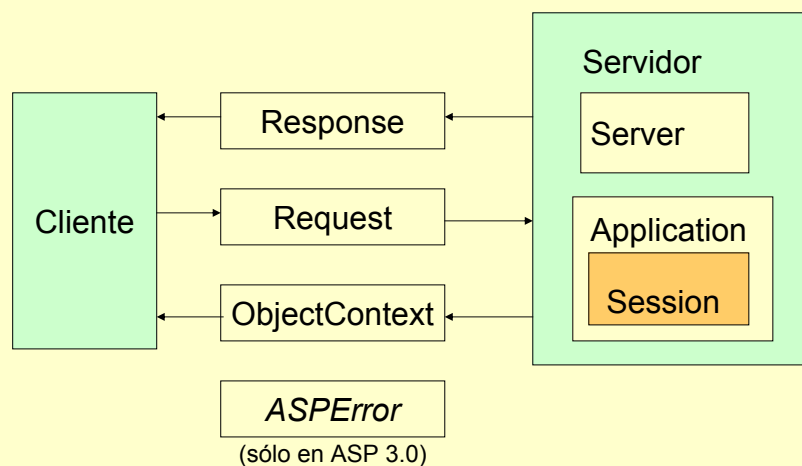 Servidor
Response
Server
Cliente
Request
Application
Session
ObjectContext
ASPError
(sólo en ASP 3.0)